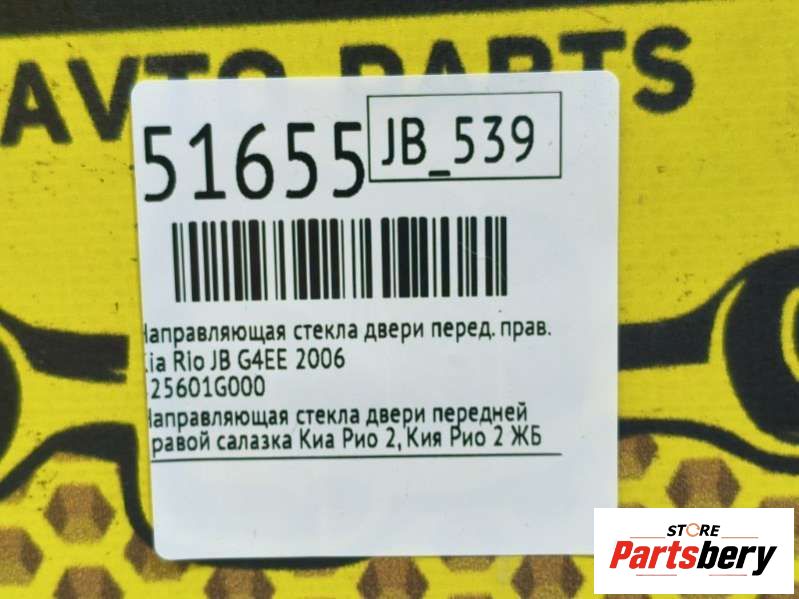 AVTO PARTS
51655
JB_539
Направляющая стекла двери перед. прав.
Kia Rio JB G4EE 2006
25601G000
Направляющая стекла двери передней
правой салазка Киа Рио 2, Кия Рио 2 ЖБ
STORE
Partsbery